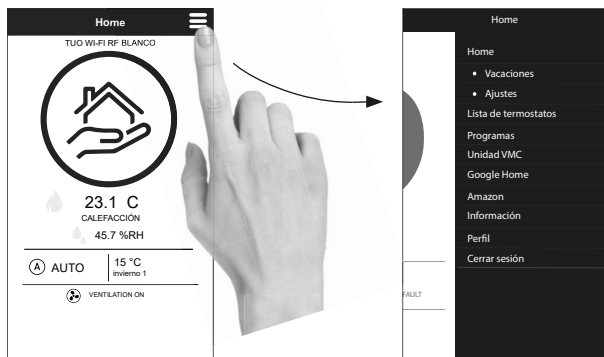 Home
TUO WI-FI RF BLANCO
23.1 C
CALEFACCIÓN
45.7 %RH
A AUTO
15 °C
invierno 1
VENTILATION ON
Home
Home
• Vacaciones
• Ajustes
Lista de termostatos
Programas
Unidad VMC
Google Home
Amazon
Información
Perfil
Cerrar sesión
FAULT